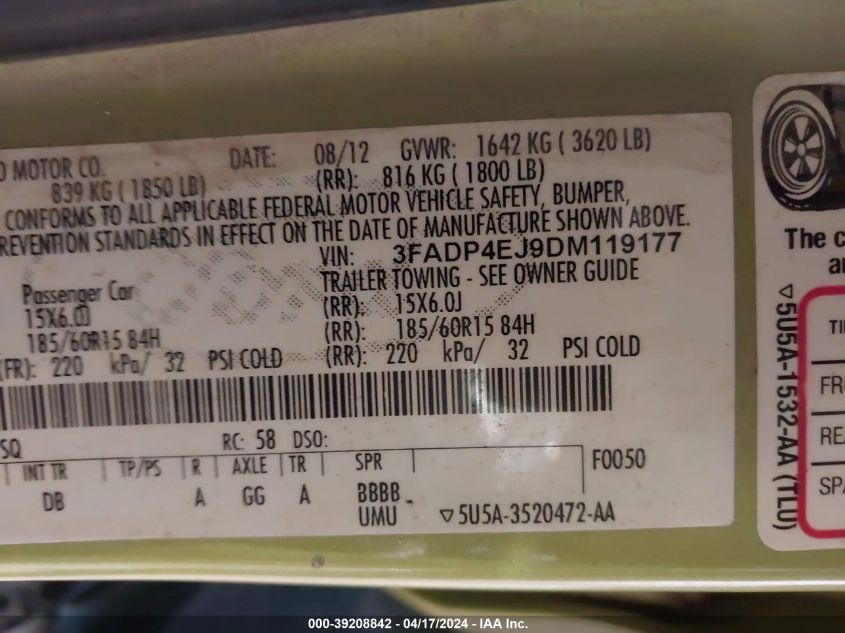 MOTOR CO. DATE: 08/12 GVWR: 1642 KG ( 3620 LB)
839 KG ( 1850 LB) (RR): 816 KG ( 1800 LB)
CONFORMS TO ALL APPLICABLE FEDERAL MOTOR VEHICLE SAFETY, BUMPER,
REVENTION STANDARDS IN EFFECT ON THE DATE OF MANUFACTURE SHOWN ABOVE.
VIN: 3FADP4EJ9DM119177
Passenger Car TRAILER TOWING - SEE OWNER GUIDE
15X6.0J (RR): 15X6.0J
185/60R15 84H (RR): 185/60R15 84H
(FR): 220 kPa/ 32 PSI COLD (RR): 220 kPa/ 32 PSI COLD
SQ RC: 58 DSO:
INT TR TP/PS R AXLE TR SPR F0050
DB A GG A BBBB
UMU ▽5U5A-3520472-AA
The c
a
▽5U5A-1532-AA (TLU)
TI
FR
REA
SPA
000-39208842 - 04/17/2024 - IAA Inc.